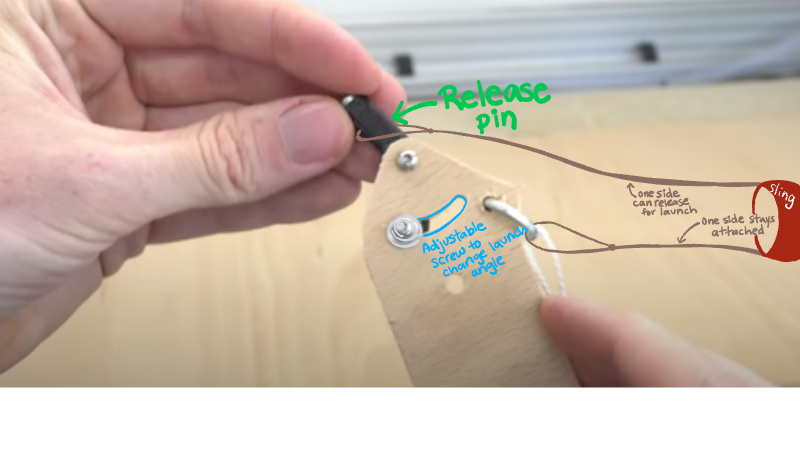 Release
pin
sling
one side
can release
for launch
one side stays
attached
Adjustable
screw to
change launch
angle